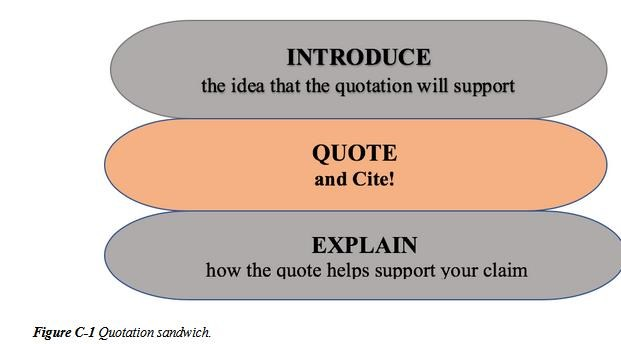 INTRODUCE
the idea that the quotation will support
QUOTE
and Cite!
EXPLAIN
how the quote helps support your claim
Figure C-1 Quotation sandwich.